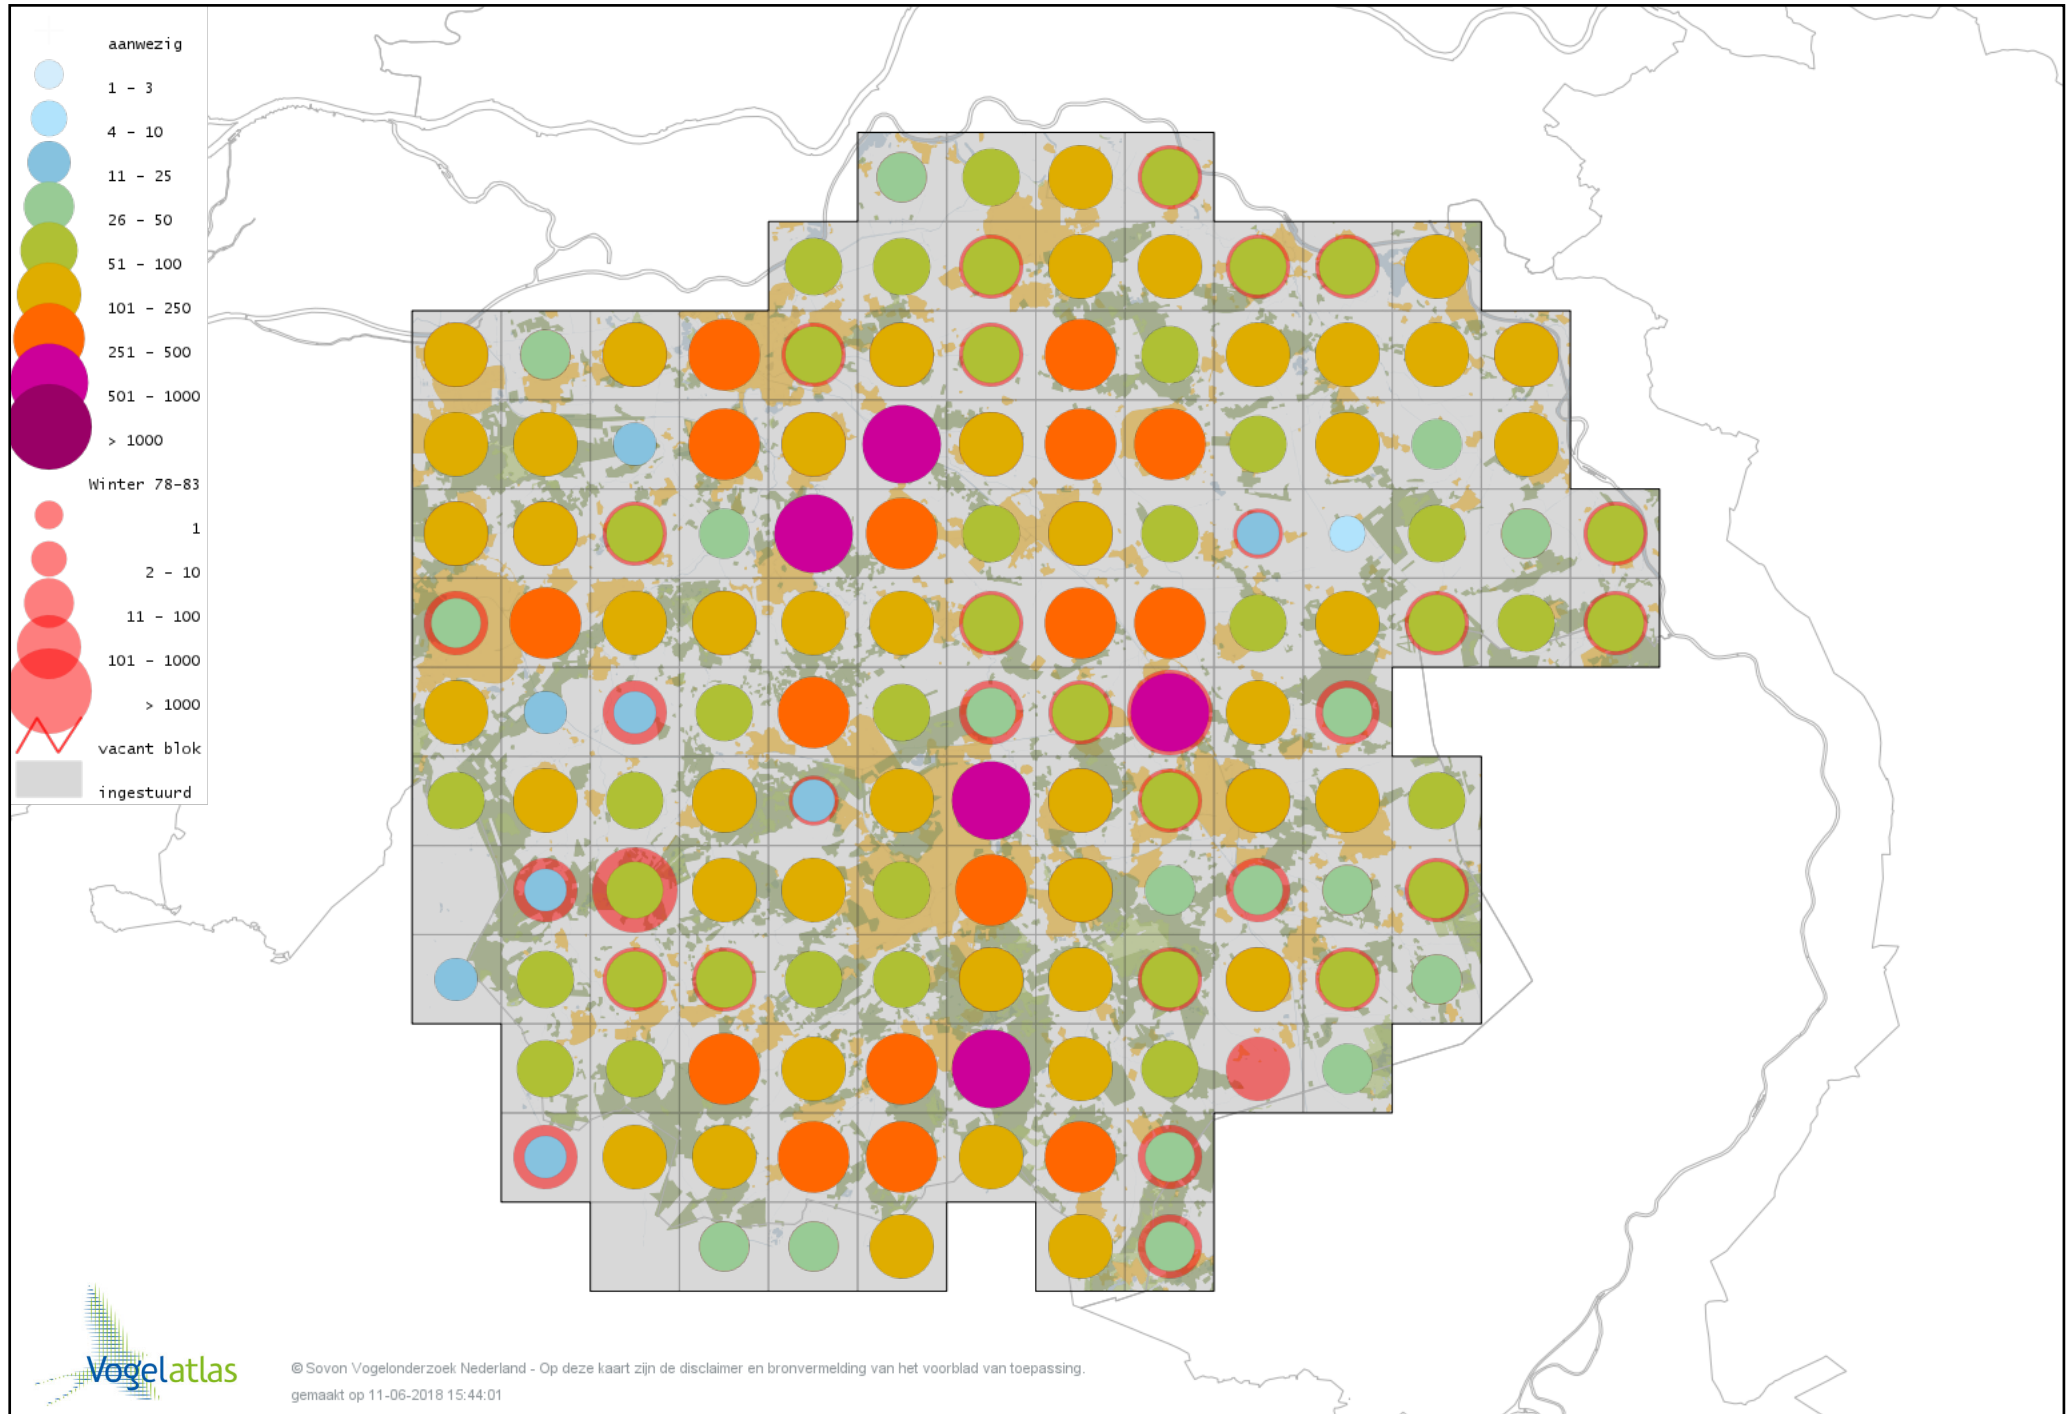 aanwezig
1 - 3
4 - 10
11 - 25
26 - 50
51 - 100
101 - 250
251 - 500
501 - 1000
> 1000
Winter 78-83
1
2 - 10
11 - 100
101 - 1000
> 1000
vacant blok
ingestuurd
Vogelatlas
© Sovon Vogelonderzoek Nederland - Op deze kaart zijn de disclaimer en bronvermelding van het voorblad van toepassing.
gemaakt op 11-06-2018 15:44:01